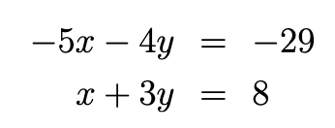 −5x − 4y = −29
x + 3y = 8